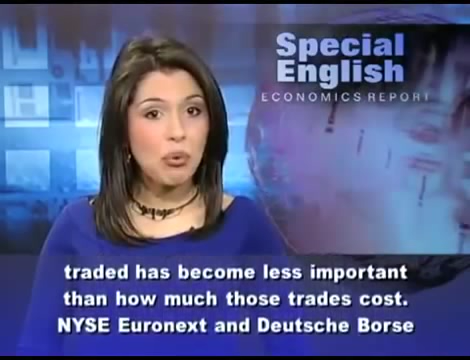 Special
English
ECONOMICS REPORT
traded has become less important
than how much those trades cost.
NYSE Euronext and Deutsche Borse